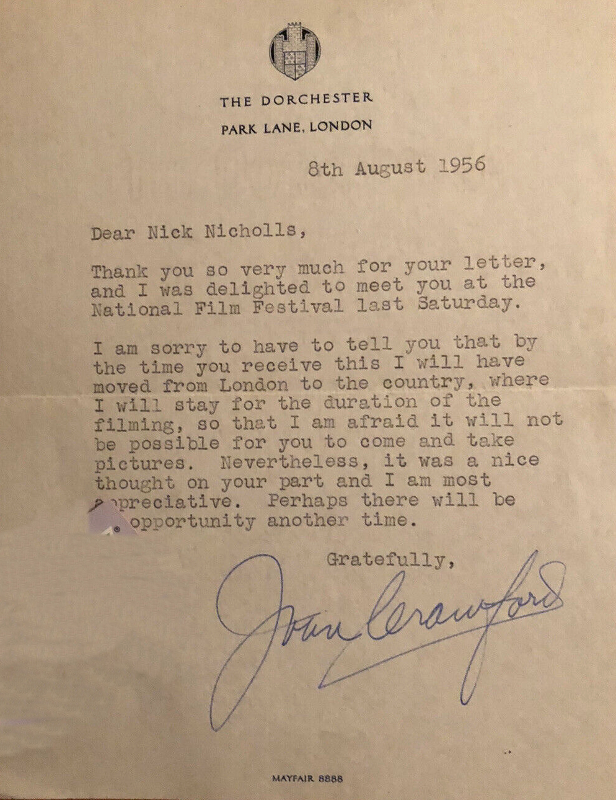 THE DORCHESTER
PARK LANE, LONDON
8th August 1956
Dear Nick Nicholls,
Thank you so very much for your letter,
and I was delighted to meet you at the
National Film Festival last Saturday.
I am sorry to have to tell you that by
the time you receive this I will have
moved from London to the country, where
I will stay for the duration of the
filming, so that I am afraid it will not
be possible for you to come and take
pictures. Nevertheless, it was a nice
thought on your part and I am most
appreciative. Perhaps there will be
opportunity another time.
Gratefully,
Joan Crawford
MAYFAIR 8888